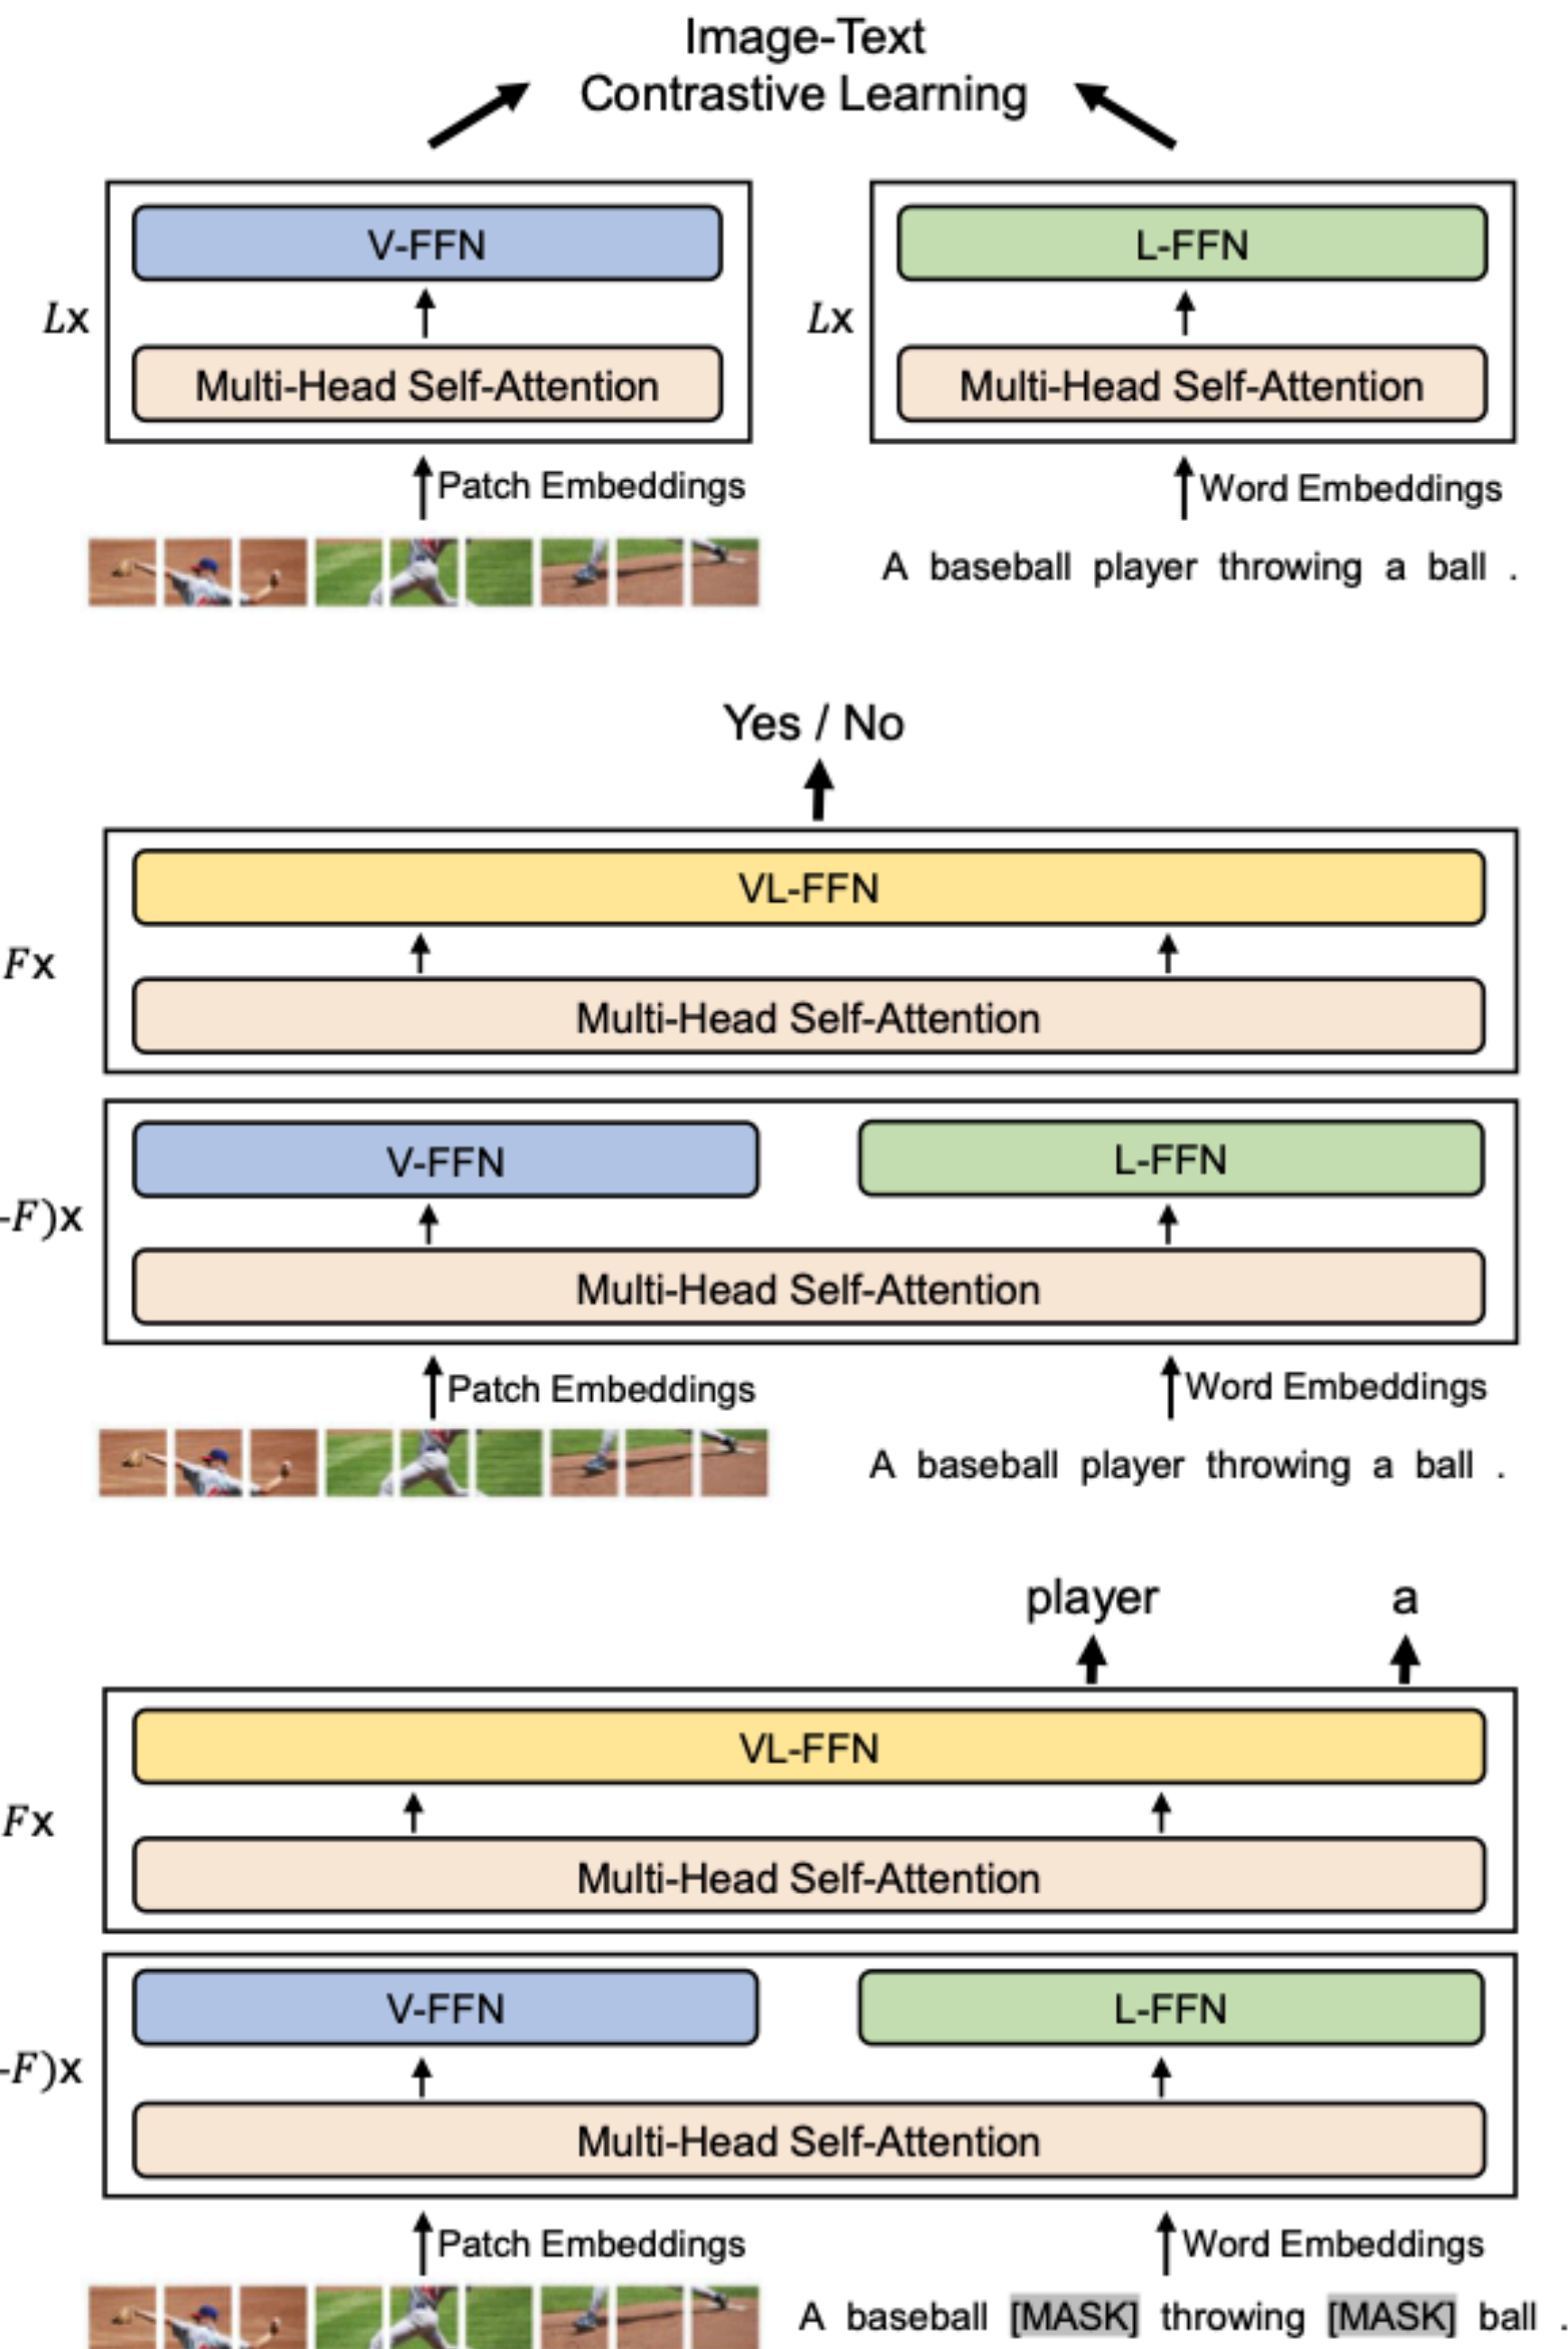 Image-Text
Contrastive Learning
V-FFN
L-FFN
Lx
Lx
Multi-Head Self-Attention
Multi-Head Self-Attention
Patch Embeddings
Word Embeddings
A baseball player throwing a ball .
Yes / No
VL-FFN
Fx
Multi-Head Self-Attention
V-FFN
L-FFN
-F)x
Multi-Head Self-Attention
Patch Embeddings
Word Embeddings
A baseball player throwing a ball .
player a
VL-FFN
Fx
Multi-Head Self-Attention
V-FFN
L-FFN
-F)x
Multi-Head Self-Attention
Patch Embeddings
Word Embeddings
A baseball [MASK] throwing [MASK] ball .